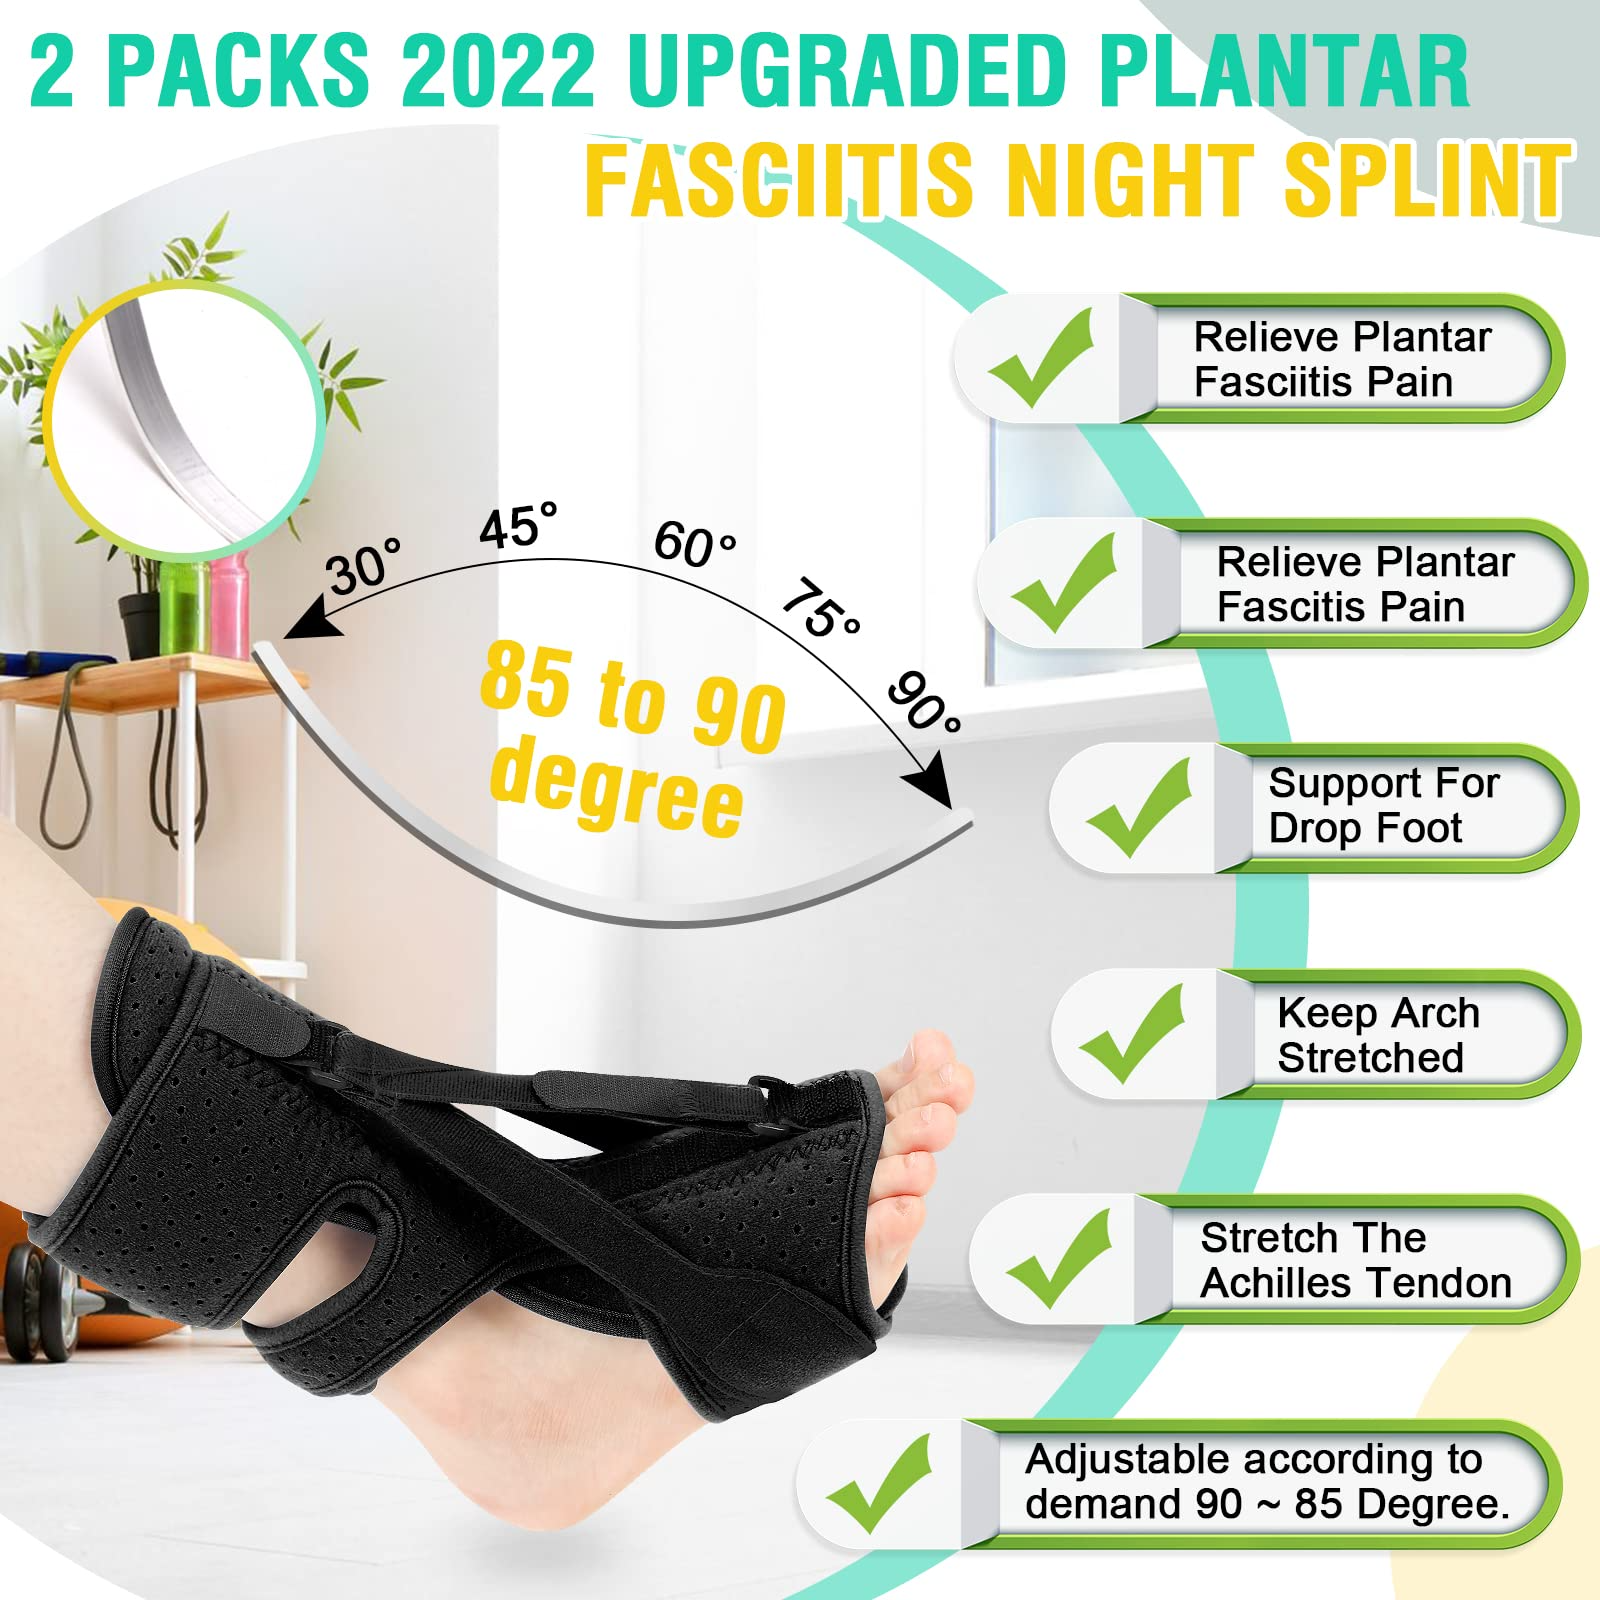 2 PACKS 2022 UPGRADED PLANTAR
FASCIITIS NIGHT SPLINT
Relieve Plantar
Fasciitis Pain
30°
45°
60°
75°
90°
85 to 90
degree
Relieve Plantar
Fascitis Pain
Support For
Drop Foot
Keep Arch
Stretched
Stretch The
Achilles Tendon
Adjustable according to
demand 90 ~ 85 Degree.